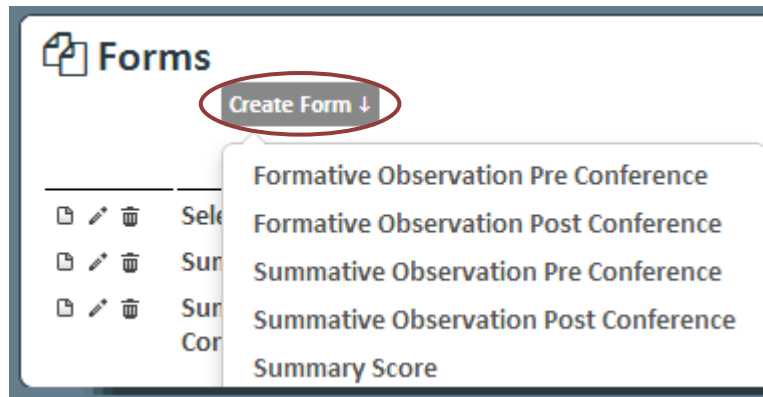 Forms
Create Form ↓
Formative Observation Pre Conference
Formative Observation Post Conference
Summative Observation Pre Conference
Summative Observation Post Conference
Summary Score